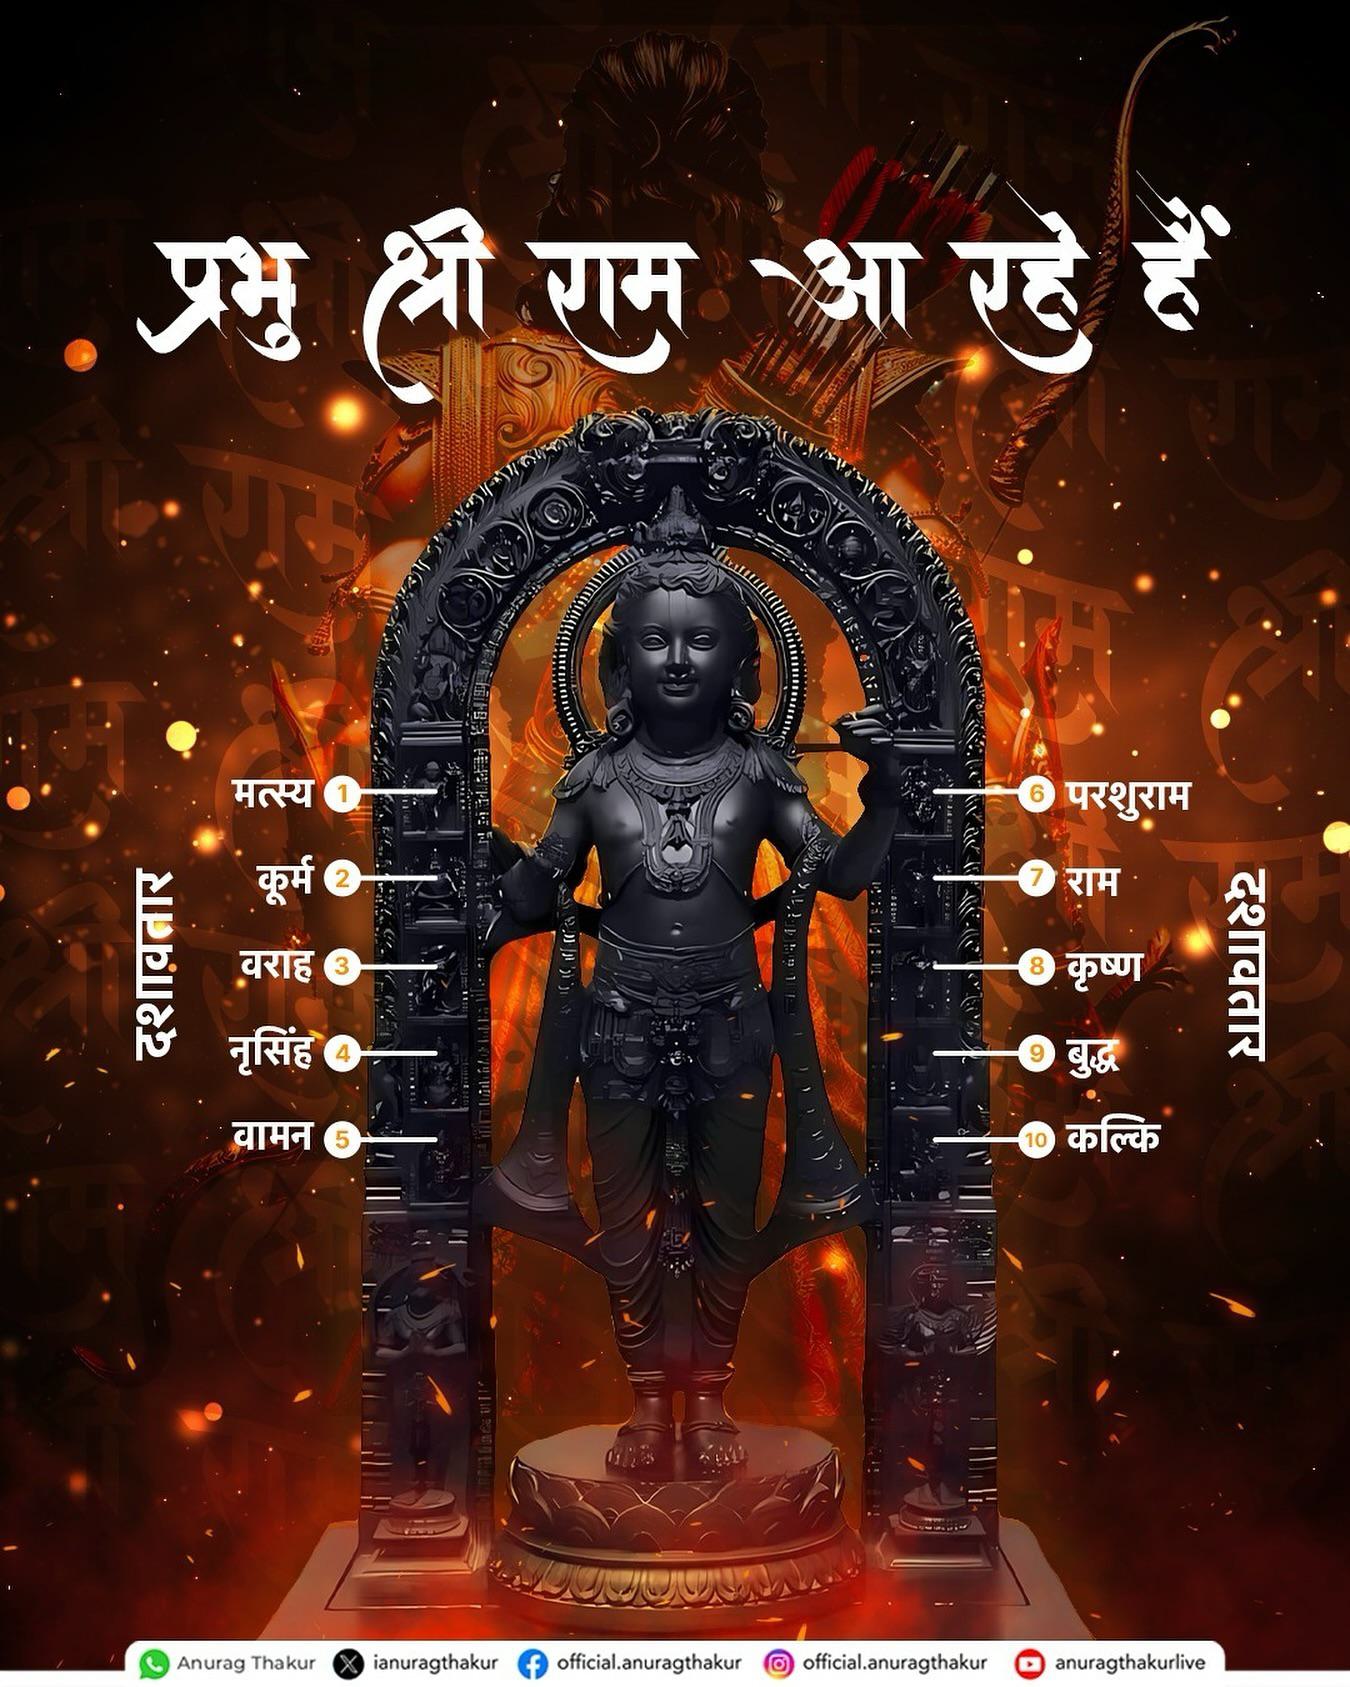 प्रभु श्री राम आ रहे हैं
मत्स्य 1
कूर्म 2
वराह 3
नृसिंह 4
वामन 5
दशावतार
6 परशुराम
7 राम
8 कृष्ण
9 बुद्ध
10 कल्कि
दशावतार
Anurag Thakur ianuragthakur official.anuragthakur official.anuragthakur anuragthakurlive